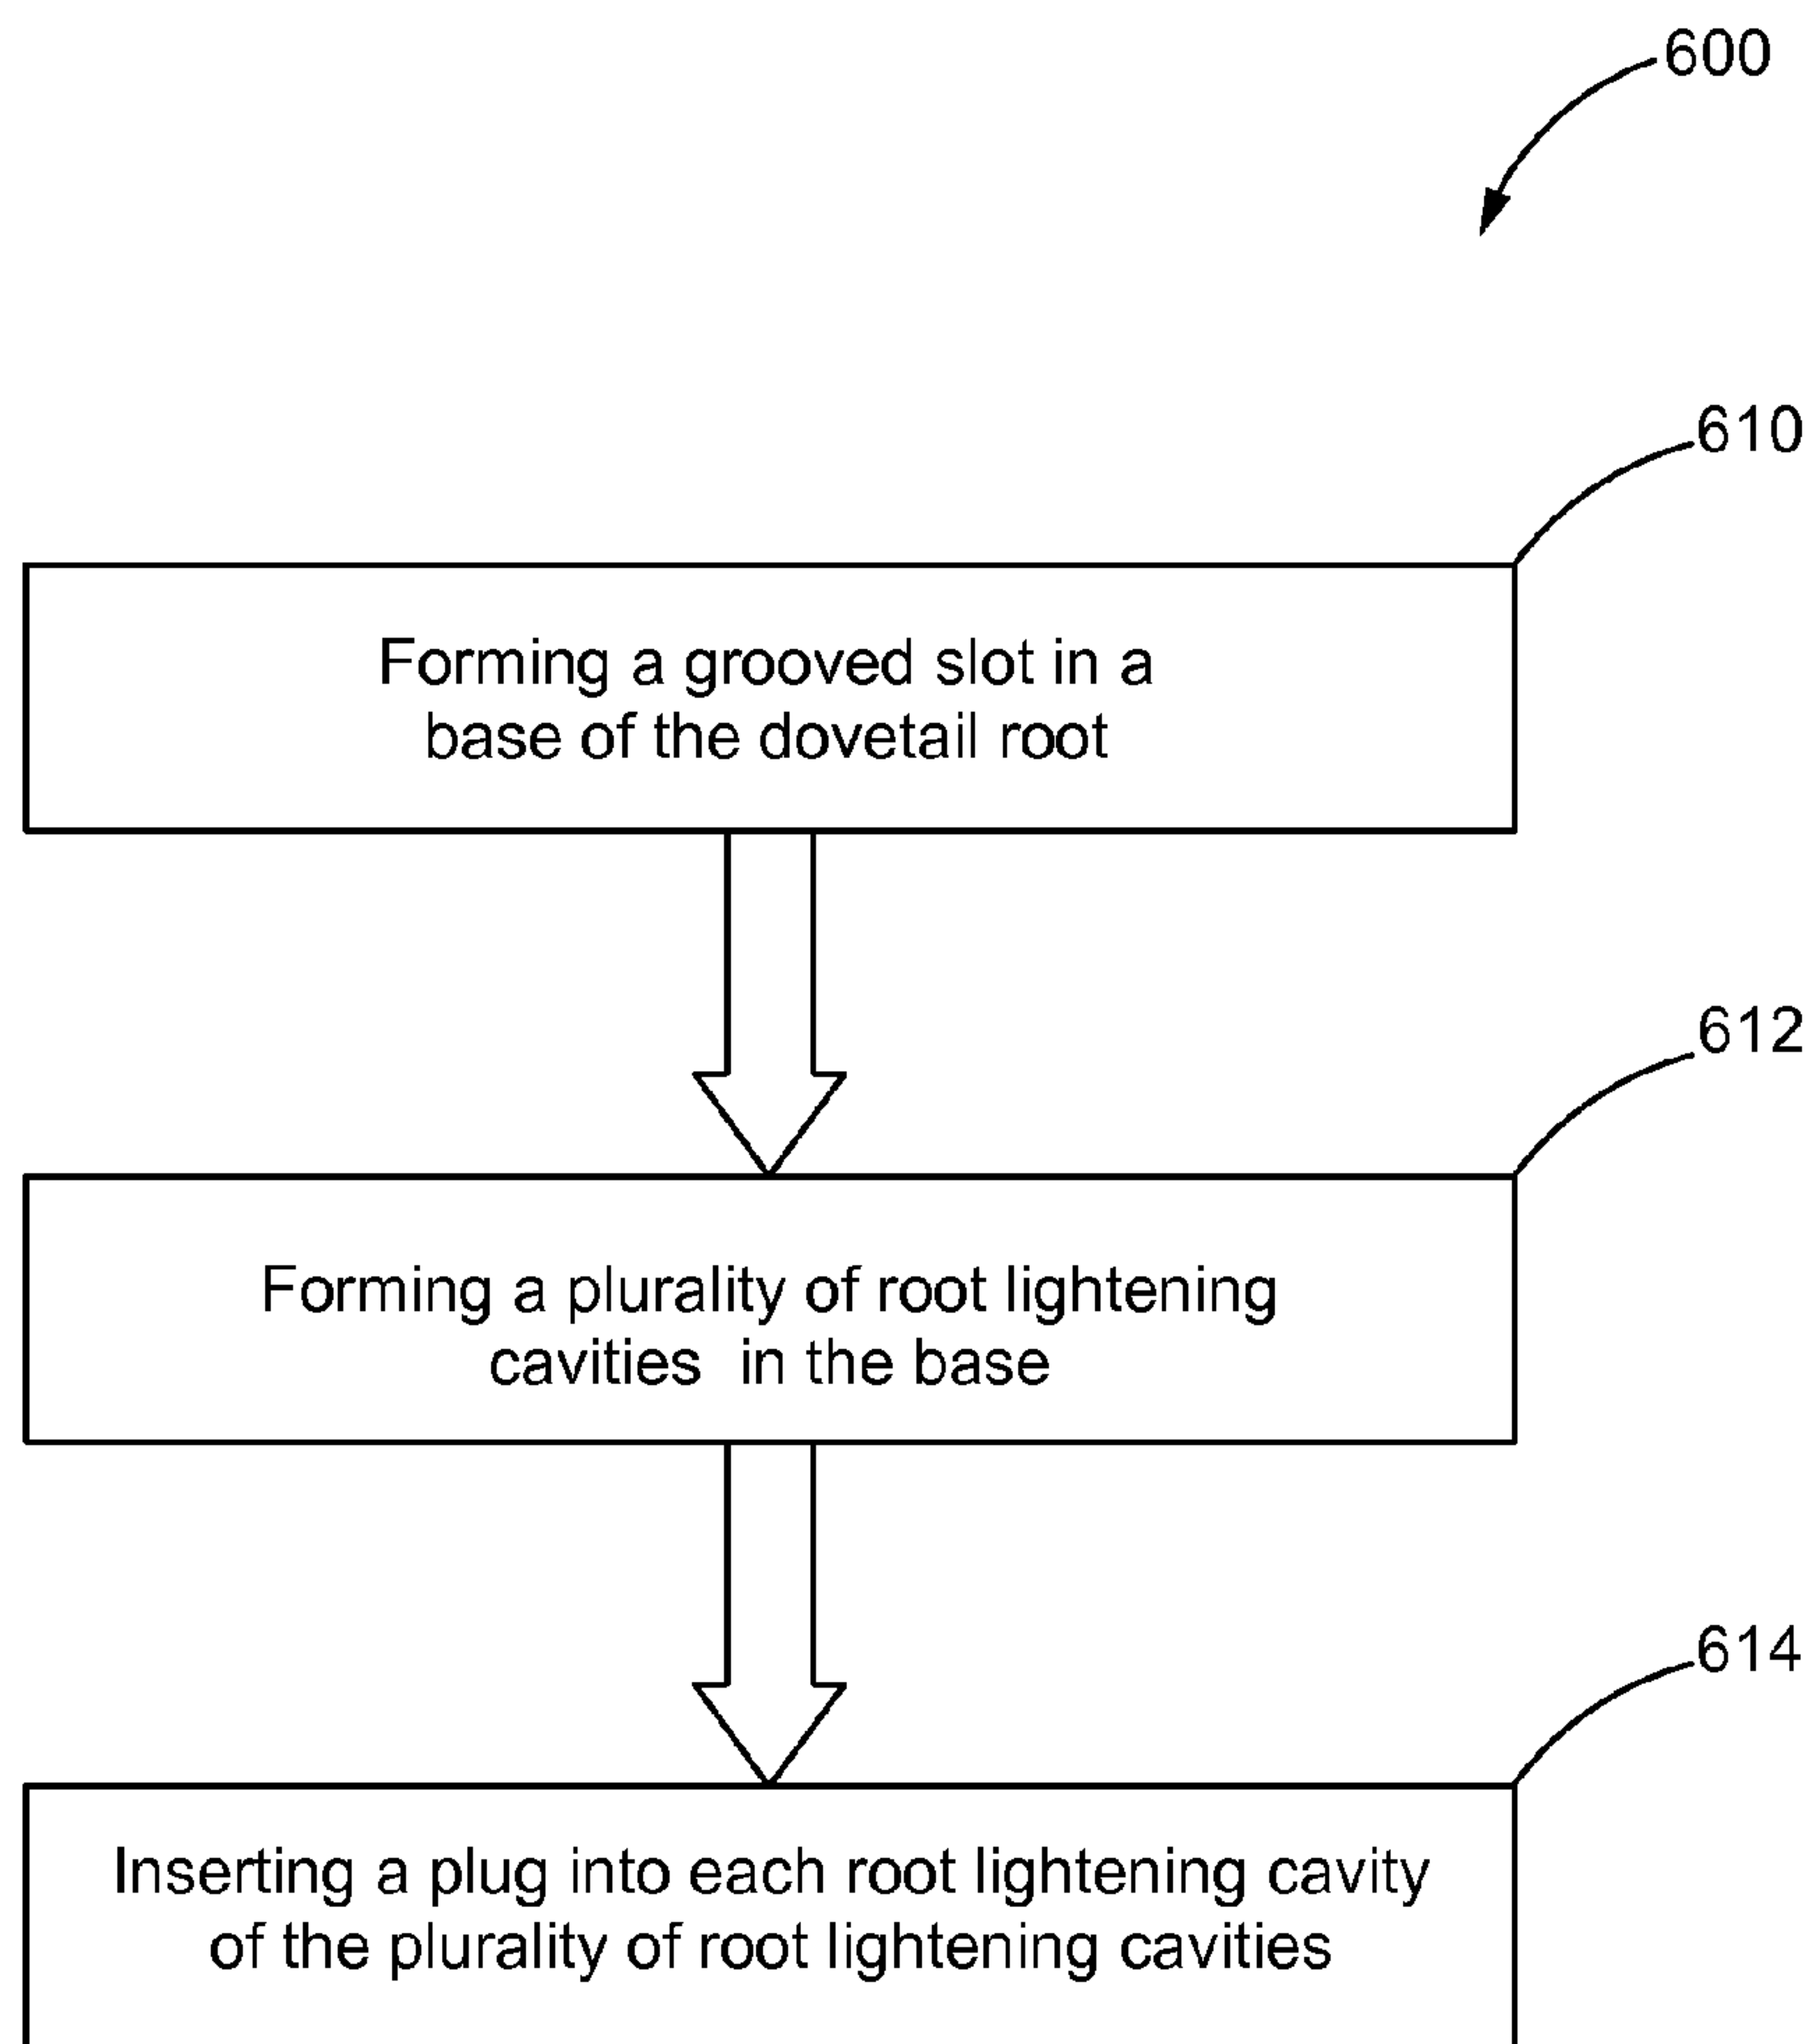 600
610
Forming a grooved slot in a
base of the dovetail root
612
Forming a plurality of root lightening
cavities in the base
614
Inserting a plug into each root lightening cavity
of the plurality of root lightening cavities